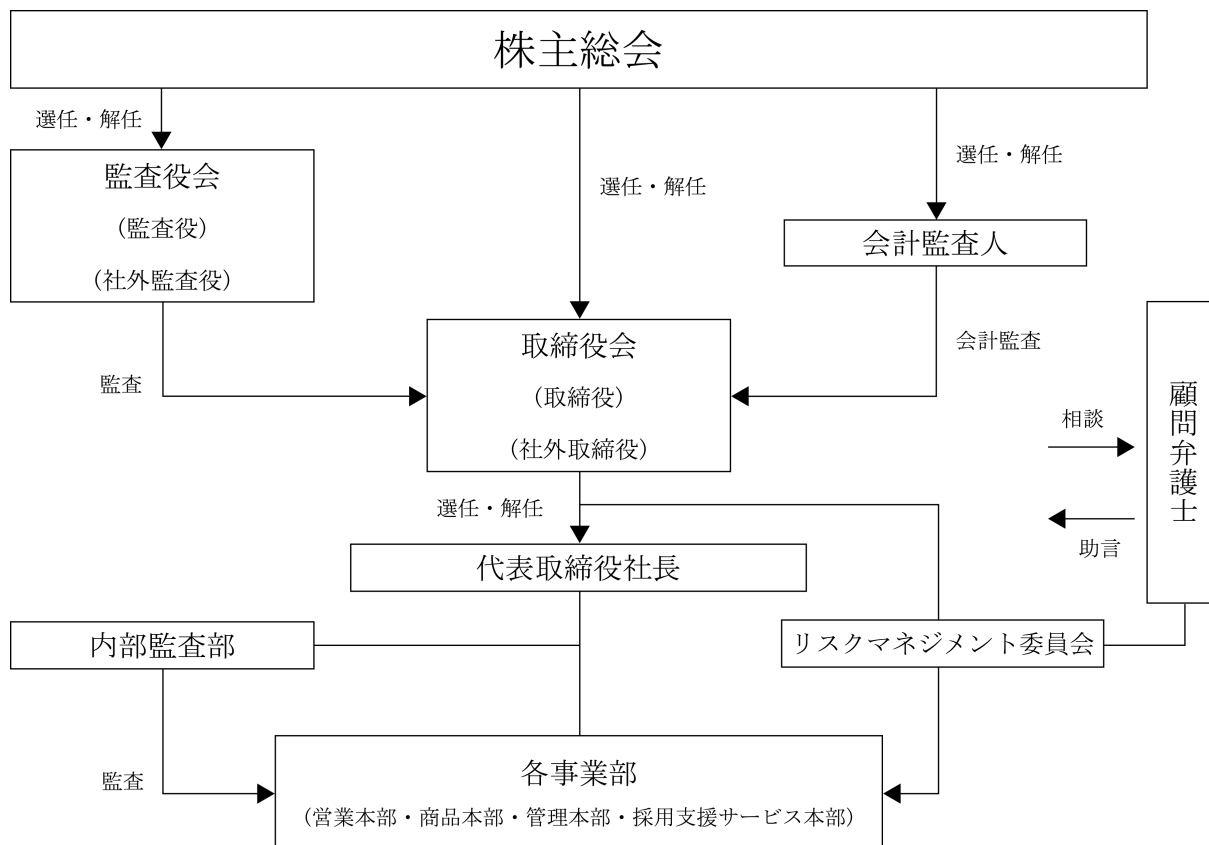 株主総会
選任・解任
選任・解任
選任・解任
監査役会
（監査役）
（社外監査役）
会計監査人
監査
取締役会
（取締役）
（社外取締役）
会計監査
相談
助言
顧問弁護士
選任・解任
代表取締役社長
内部監査部
リスクマネジメント委員会
監査
各事業部
（営業本部・商品本部・管理本部・採用支援サービス本部）